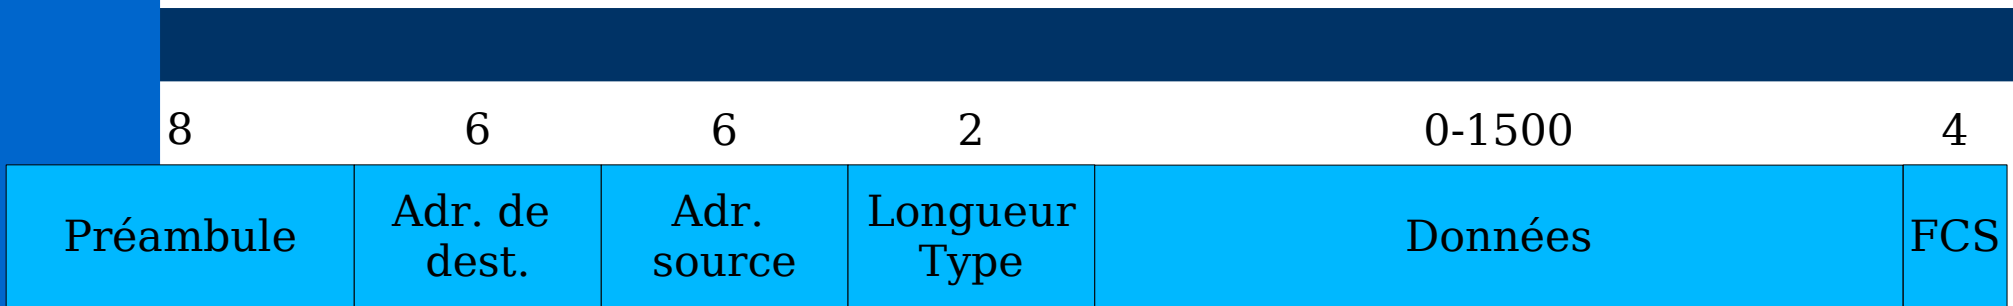 8 6 6 2 0-1500 4
Préambule
Adr. de
dest.
Adr.
source
Longueur
Type
Données
FCS